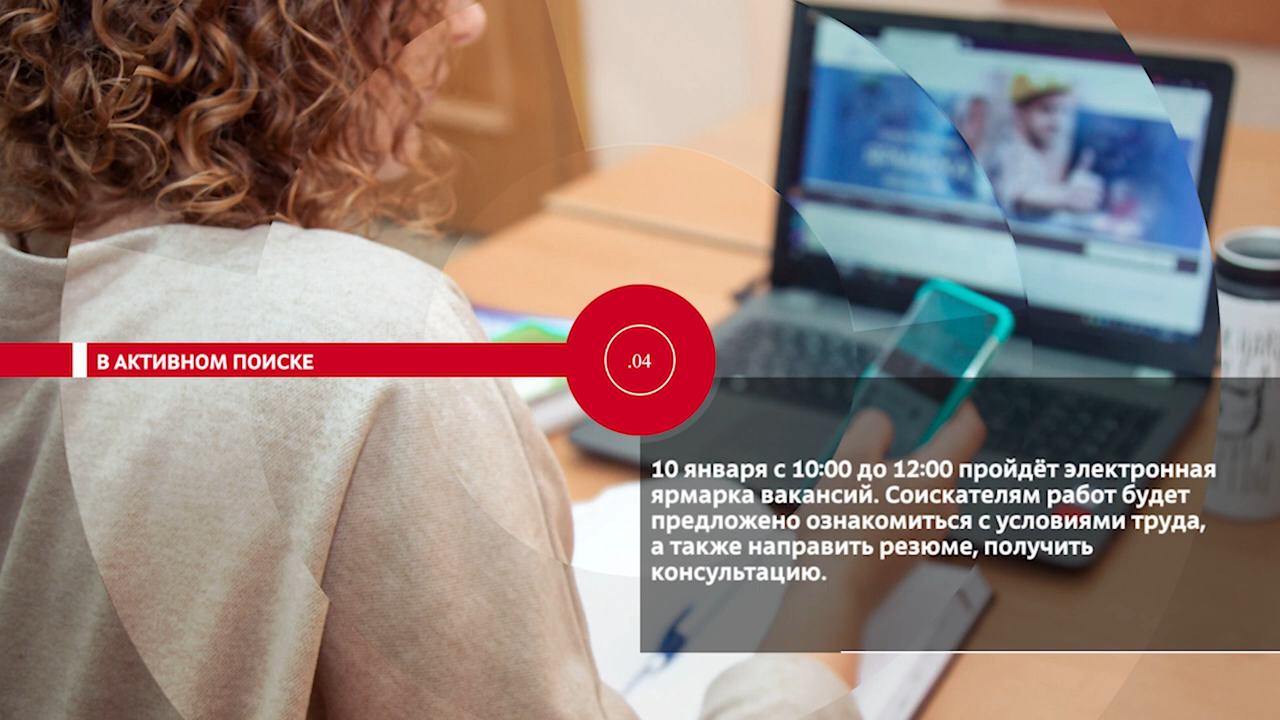 В АКТИВНОМ ПОИСКЕ
.04
10 января с 10:00 до 12:00 пройдёт электронная
ярмарка вакансий. Соискателям работ будет
предложено ознакомиться с условиями труда,
а также направить резюме, получить
консультацию.